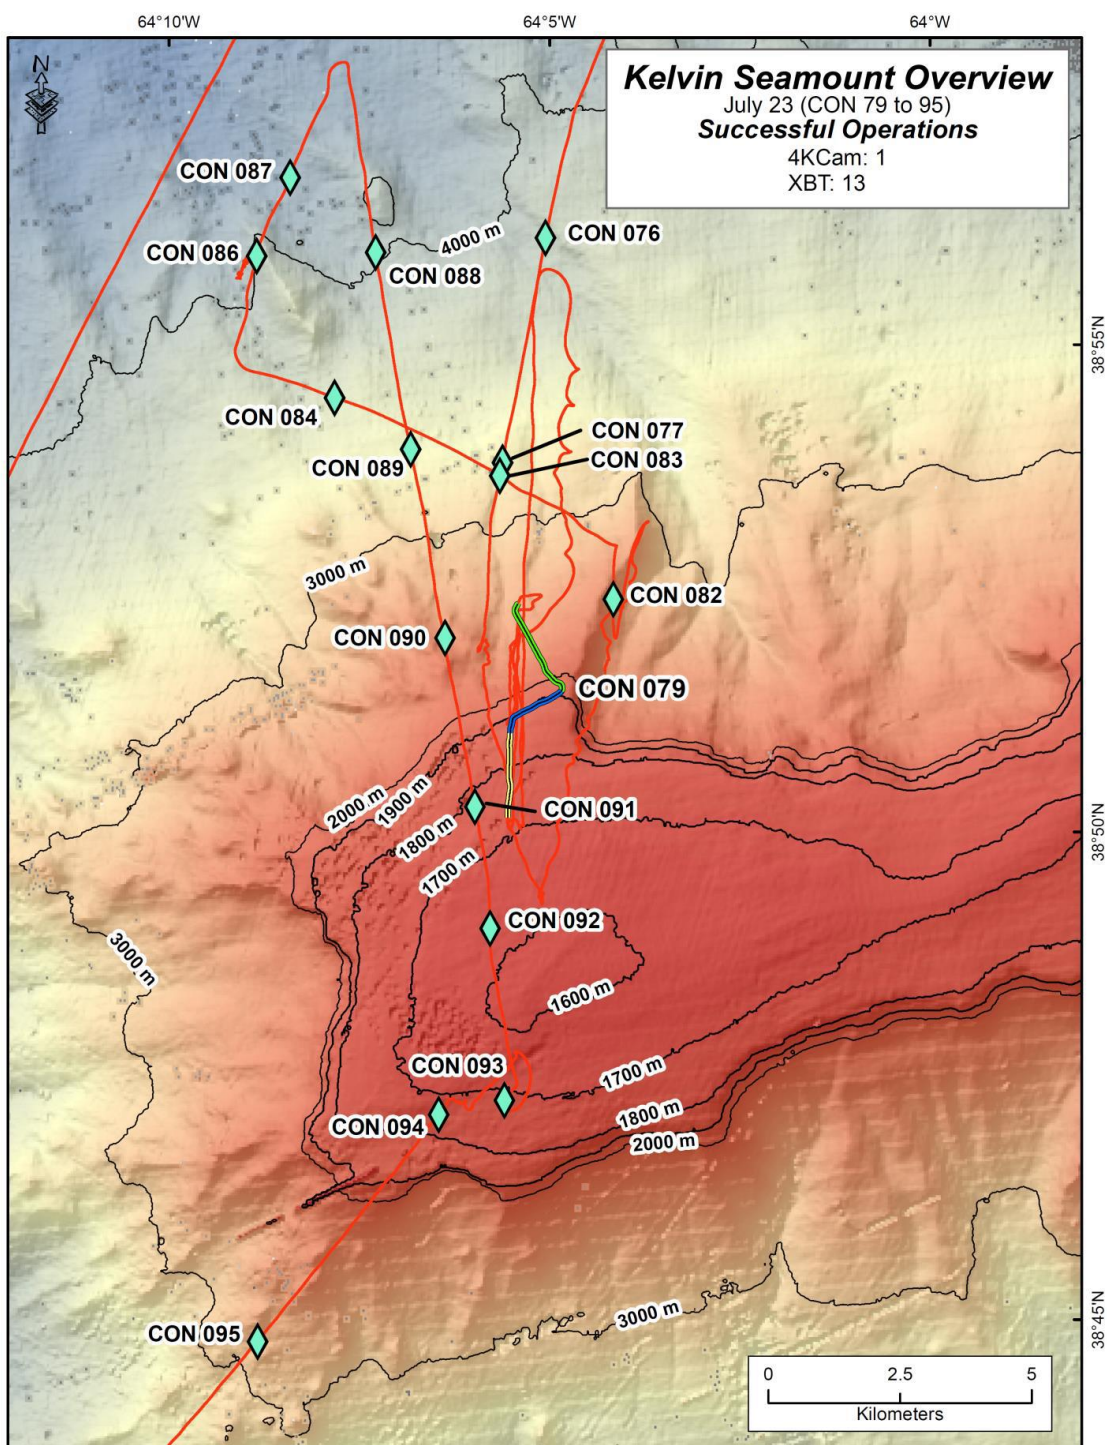 64°10'W
64°5'W
64°W
N
Kelvin Seamount Overview
July 23 (CON 79 to 95)
Successful Operations
4KCam: 1
XBT: 13
CON 087
CON 076
4000 m
CON 086
CON 088
38°55'N
CON 084
CON 077
CON 089
CON 083
3000 m
CON 082
CON 090
CON 079
2000 m
1900 m
CON 091
1800 m
38°50'N
1700 m
CON 092
3000 m
1600 m
CON 093
1700 m
1800 m
CON 094
2000 m
3000 m
38°45'N
CON 095
0 2.5 5
Kilometers